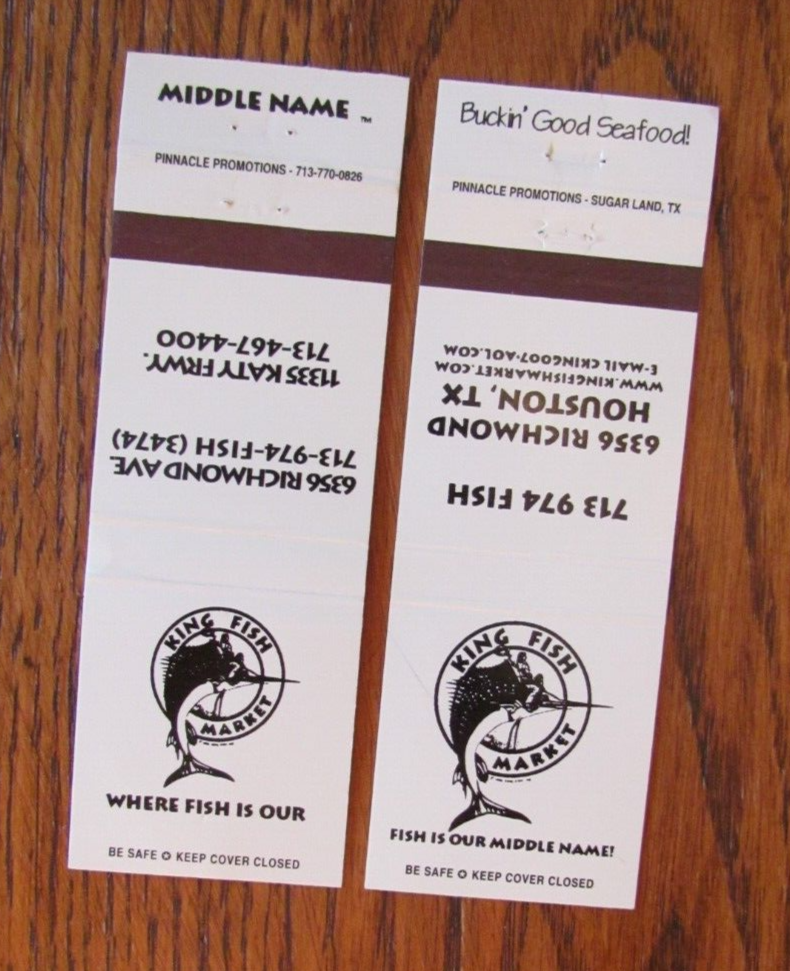 MIDDLE NAME ™
PINNACLE PROMOTIONS - 713-770-0826
6356 RICHMOND AVE
713-974-FISH (3474)
11335 KATY FRWY.
713-467-4400
KING FISH
MARKET
WHERE FISH IS OUR
BE SAFE ✪ KEEP COVER CLOSED
Buckin' Good Seafood!
PINNACLE PROMOTIONS - SUGAR LAND, TX
713 974 FISH
6356 RICHMOND
HOUSTON, TX
WWW.KINGFISHMARKET.COM
E-MAIL CKING007·AOL.COM
KING FISH
MARKET
FISH IS OUR MIDDLE NAME!
BE SAFE ✪ KEEP COVER CLOSED